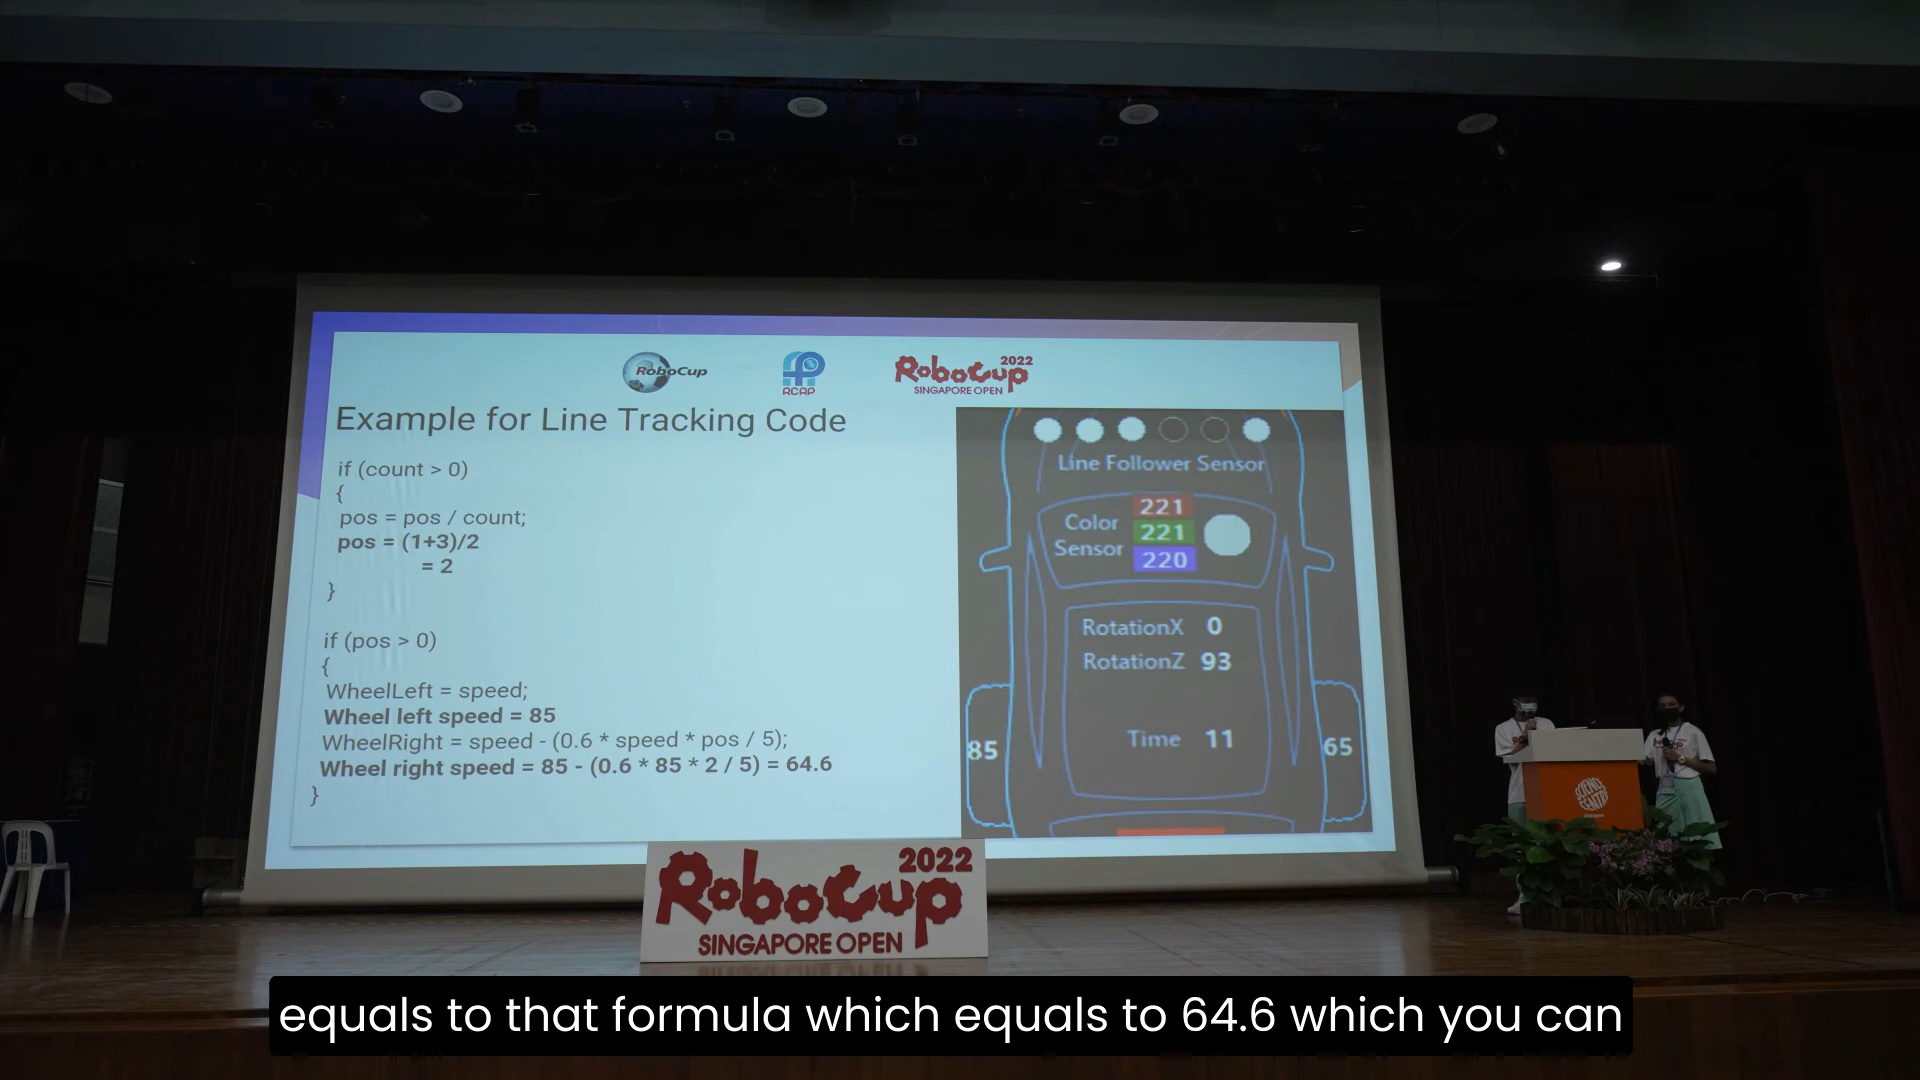 RoboCup
RCAP
RoboCup 2022
SINGAPORE OPEN
Example for Line Tracking Code
if (count > 0)
{
pos = pos / count;
pos = (1+3)/2
= 2
}
if (pos > 0)
{
WheelLeft = speed;
Wheel left speed = 85
WheelRight = speed - (0.6 * speed * pos / 5);
Wheel right speed = 85 - (0.6 * 85 * 2 / 5) = 64.6
}
Line Follower Sensor
Color
Sensor
221
221
220
RotationX 0
RotationZ 93
Time 11
85
65
SCIENCE
CENTRE
2022
RoboCup
SINGAPORE OPEN
equals to that formula which equals to 64.6 which you can